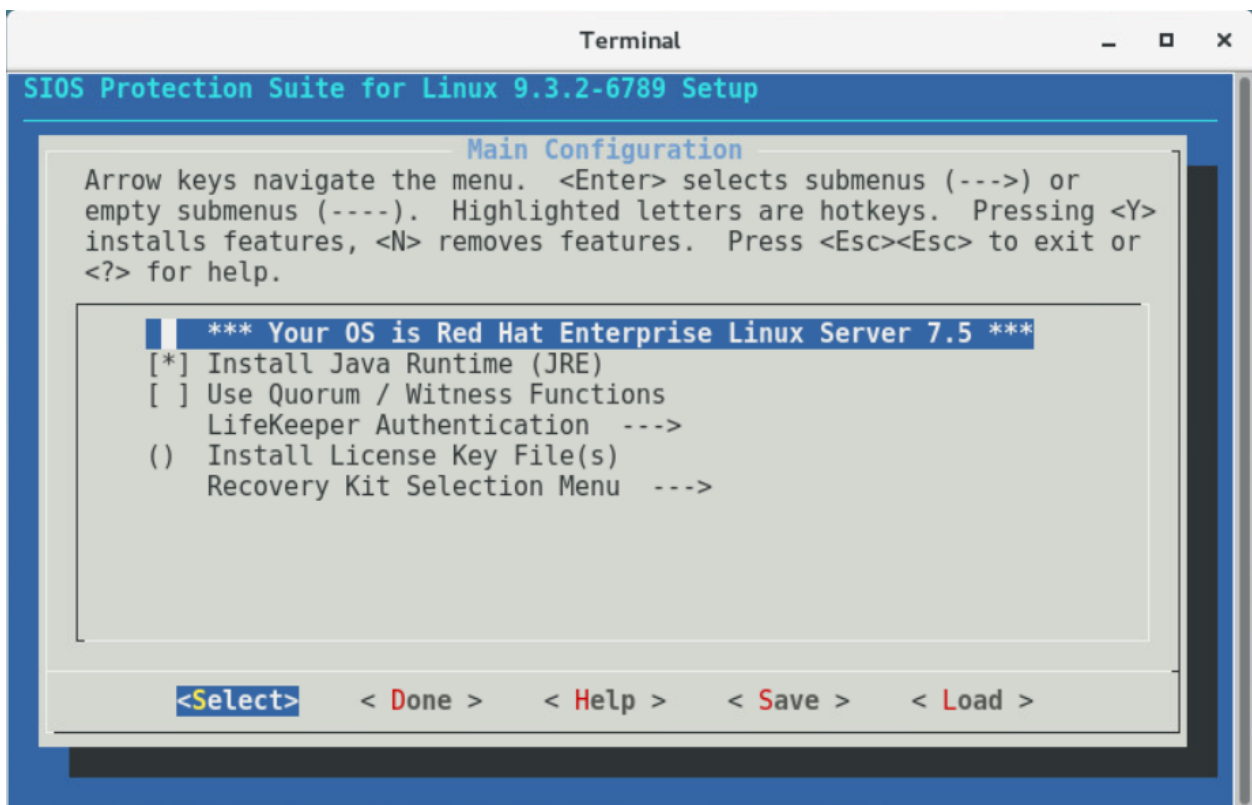 Terminal
SIOS Protection Suite for Linux 9.3.2-6789 Setup
Main Configuration
Arrow keys navigate the menu.  <Enter> selects submenus (--->) or
empty submenus (----).  Highlighted letters are hotkeys.  Pressing <Y>
installs features, <N> removes features.  Press <Esc><Esc> to exit or
<?> for help.
*** Your OS is Red Hat Enterprise Linux Server 7.5 ***
[*] Install Java Runtime (JRE)
[ ] Use Quorum / Witness Functions
LifeKeeper Authentication  --->
()  Install License Key File(s)
Recovery Kit Selection Menu  --->
<Select>    < Done >    < Help >    < Save >    < Load >